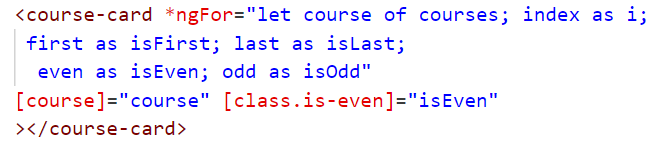 <course-card *ngFor="let course of courses; index as i;
first as isFirst; last as isLast;
even as isEven; odd as isOdd"
[course]="course" [class.is-even]="isEven"
></course-card>